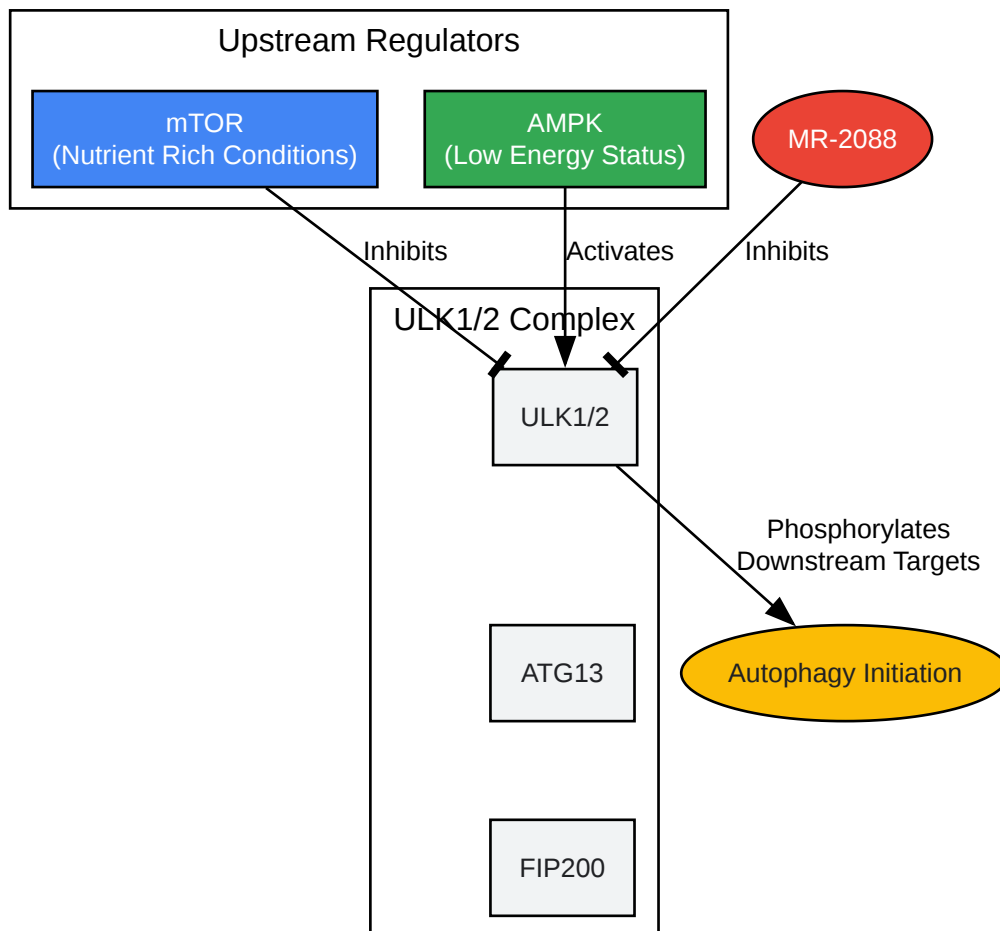 Upstream Regulators
mTOR
(Nutrient Rich Conditions)
AMPK
(Low Energy Status)
MR-2088
Inhibits
Activates
Inhibits
ULK1/2 Complex
ULK1/2
Phosphorylates
Downstream Targets
ATG13
Autophagy Initiation
FIP200